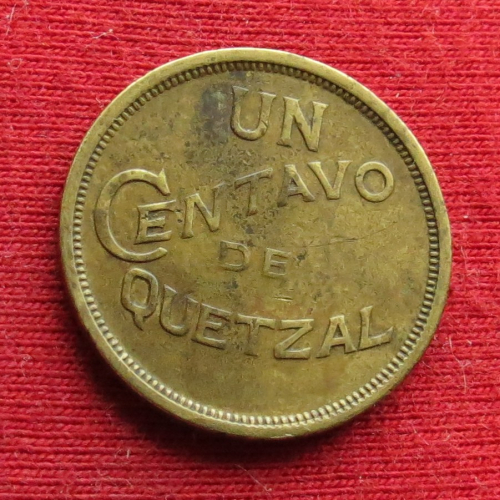 UN
CENTAVO
DE
QUETZAL